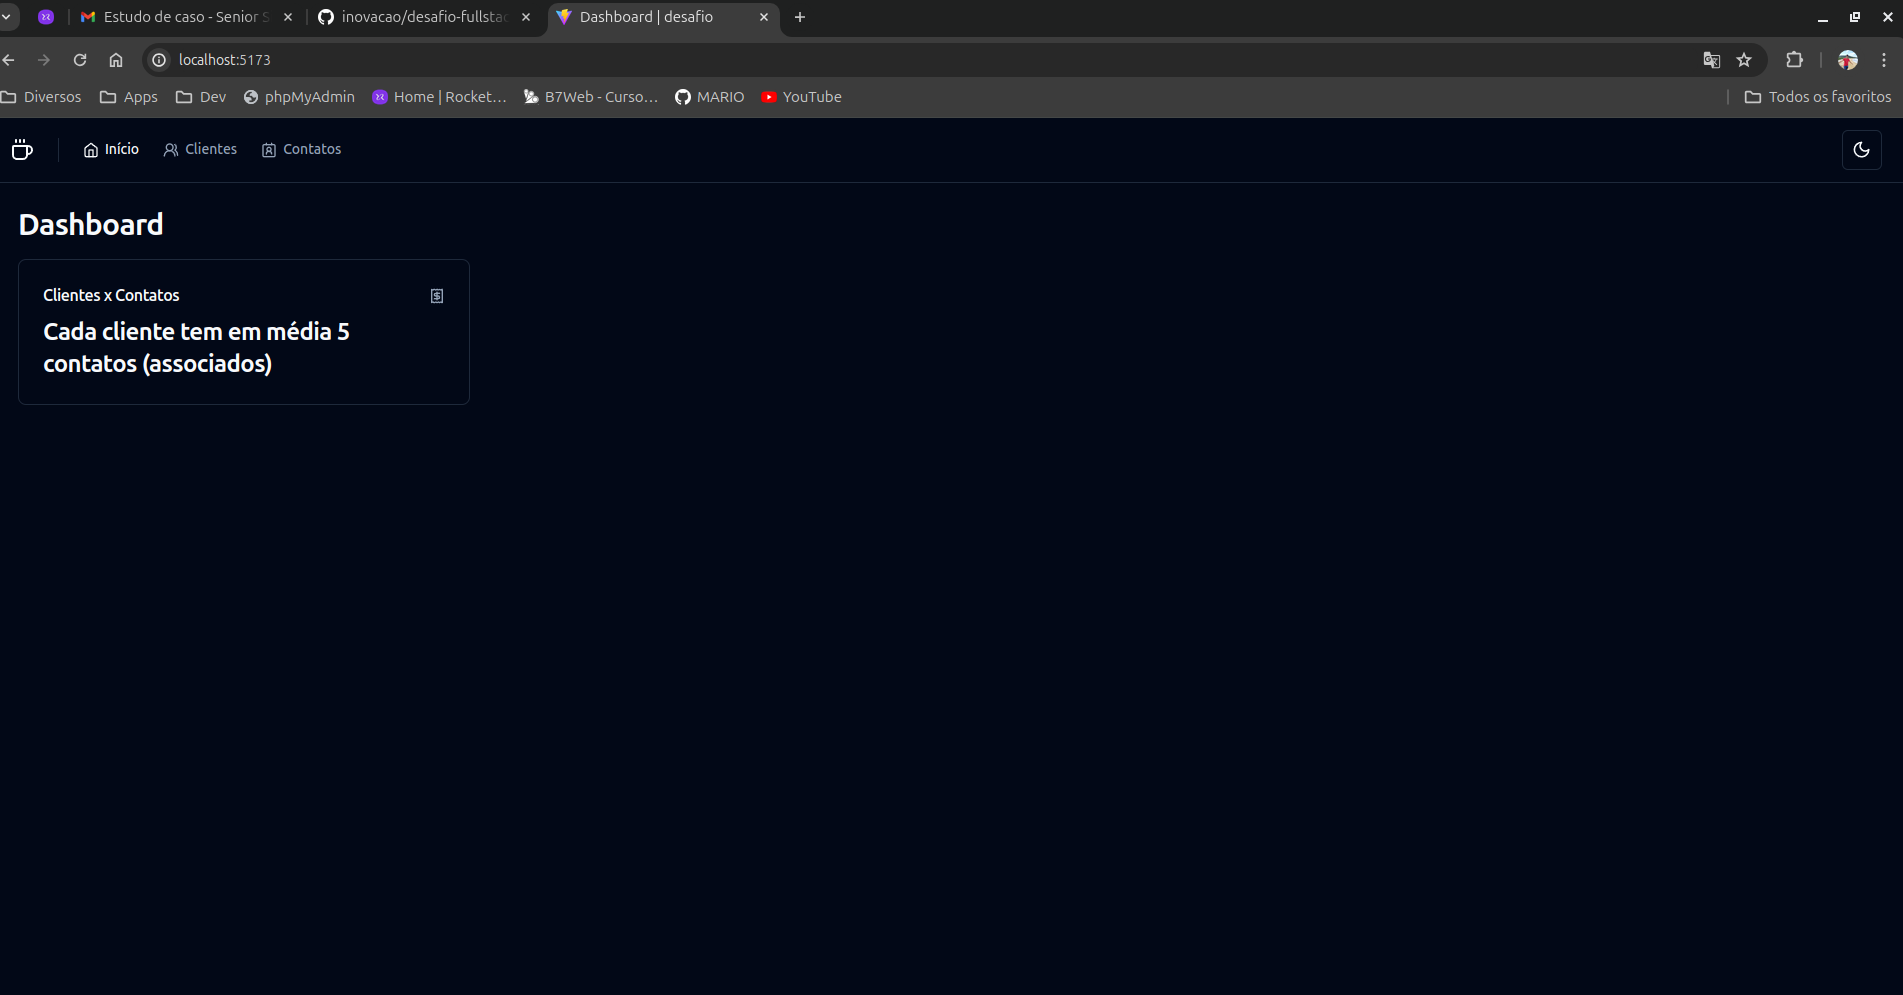 Estudo de caso - Senior S
inovacao/desafio-fullstac
Dashboard | desafio
localhost:5173
Diversos
Apps
Dev
phpMyAdmin
Home | Rocket…
B7Web - Curso…
MARIO
YouTube
Todos os favoritos
Início
Clientes
Contatos
Dashboard
Clientes x Contatos
Cada cliente tem em média 5
contatos (associados)